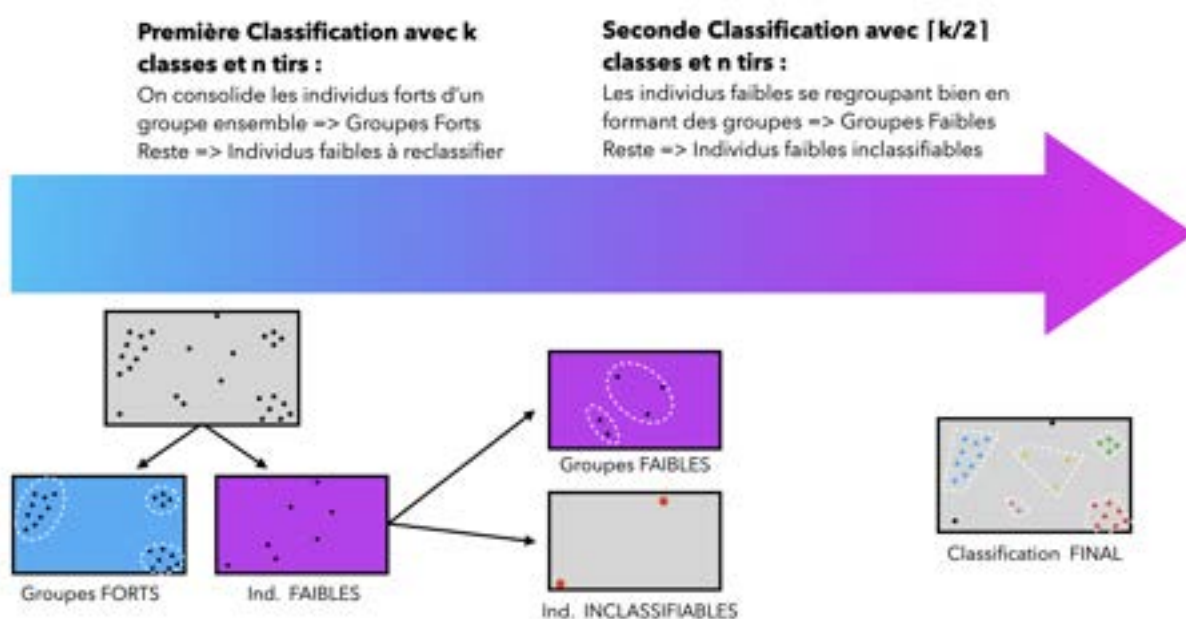 Première Classification avec k
classes et n tirs :
On consolide les individus forts d'un
groupe ensemble => Groupes Forts
Reste => Individus faibles à reclassifier
Seconde Classification avec ⌈k/2⌉
classes et n tirs :
Les individus faibles se regroupant bien en
formant des groupes => Groupes Faibles
Reste => Individus faibles inclassifiables
Groupes FAIBLES
Classification FINAL
Groupes FORTS
Ind. FAIBLES
Ind. INCLASSIFIABLES